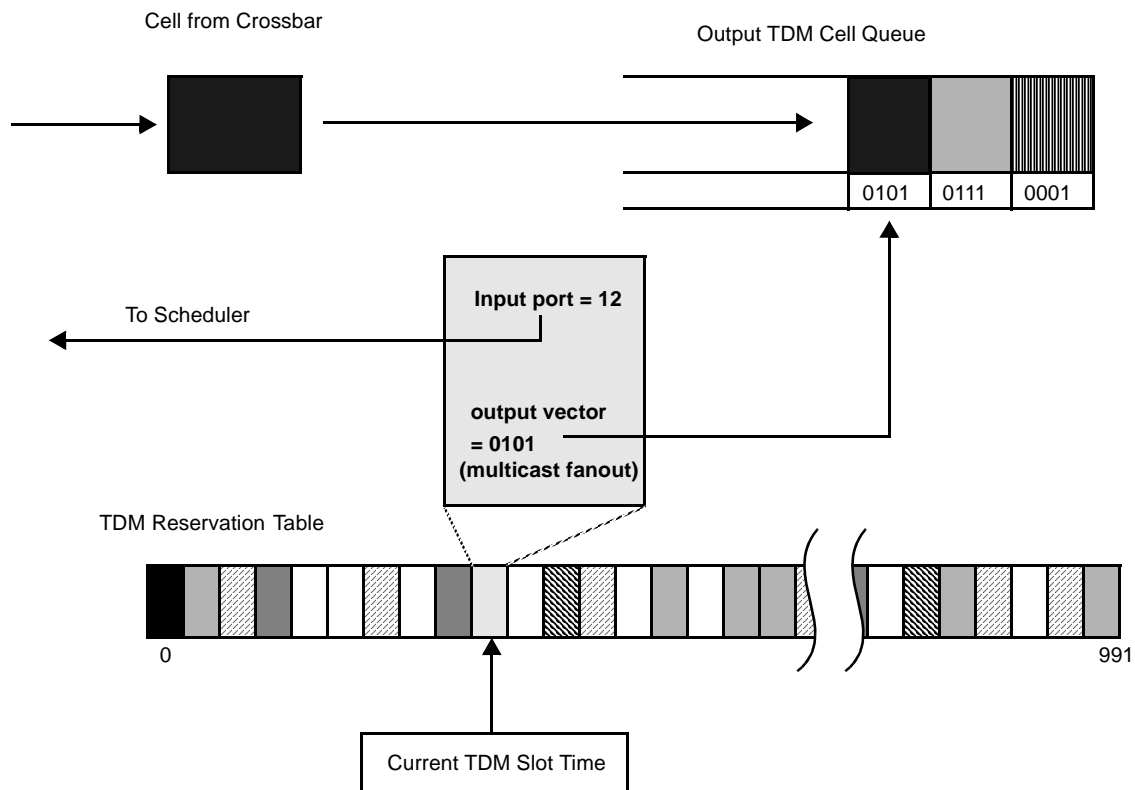 Cell from Crossbar
Output TDM Cell Queue
0101 0111 0001
Input port = 12
To Scheduler
output vector
= 0101
(multicast fanout)
TDM Reservation Table
0 991
Current TDM Slot Time